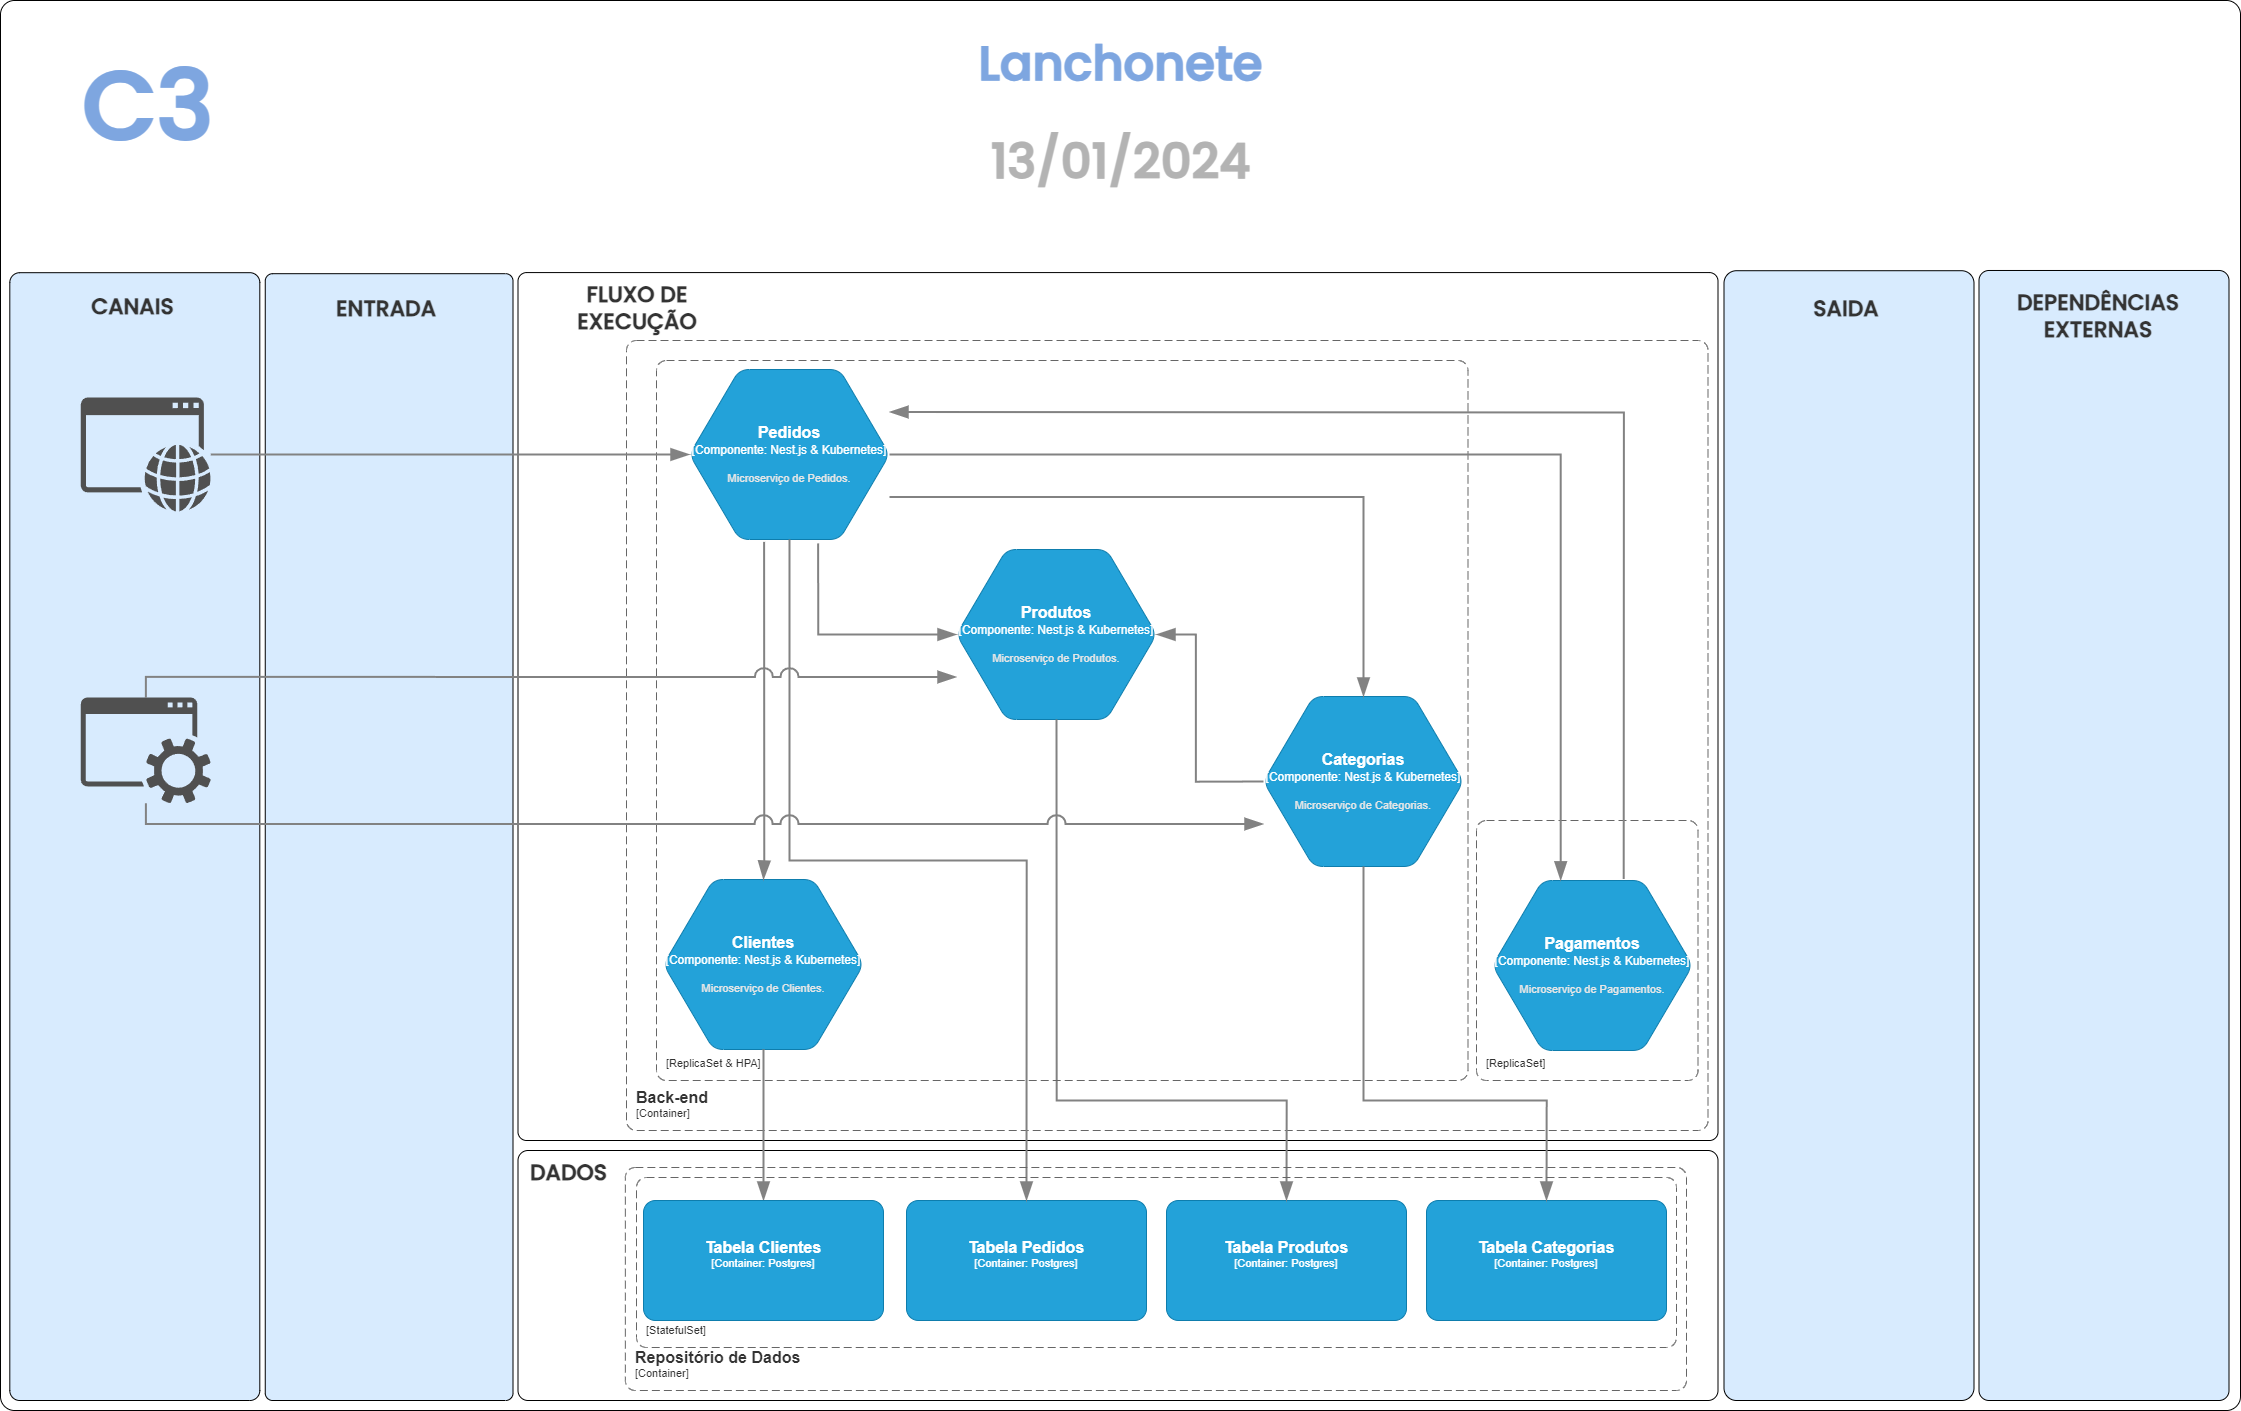 C3
Lanchonete
13/01/2024
CANAIS
ENTRADA
FLUXO DE
EXECUÇÃO
SAIDA
DEPENDÊNCIAS
EXTERNAS
Pedidos
[Componente: Nest.js & Kubernetes]
Microserviço de Pedidos.
Produtos
[Componente: Nest.js & Kubernetes]
Microserviço de Produtos.
Categorias
[Componente: Nest.js & Kubernetes]
Microserviço de Categorias.
Clientes
[Componente: Nest.js & Kubernetes]
Microserviço de Clientes.
Pagamentos
[Componente: Nest.js & Kubernetes]
Microserviço de Pagamentos.
[ReplicaSet & HPA]
[ReplicaSet]
Back-end
[Container]
DADOS
Tabela Clientes
[Container: Postgres]
Tabela Pedidos
[Container: Postgres]
Tabela Produtos
[Container: Postgres]
Tabela Categorias
[Container: Postgres]
[StatefulSet]
Repositório de Dados
[Container]